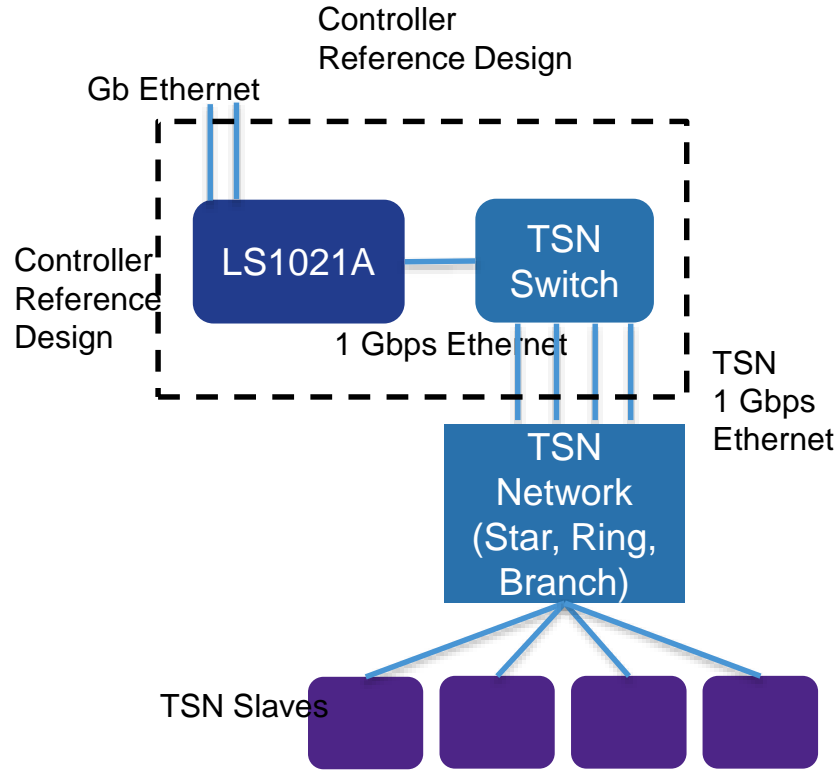 Controller
Reference Design
Gb Ethernet
LS1021A
TSN
Switch
Controller
Reference
Design
1 Gbps Ethernet
TSN
1 Gbps
Ethernet
TSN
Network
(Star, Ring,
Branch)
TSN Slaves